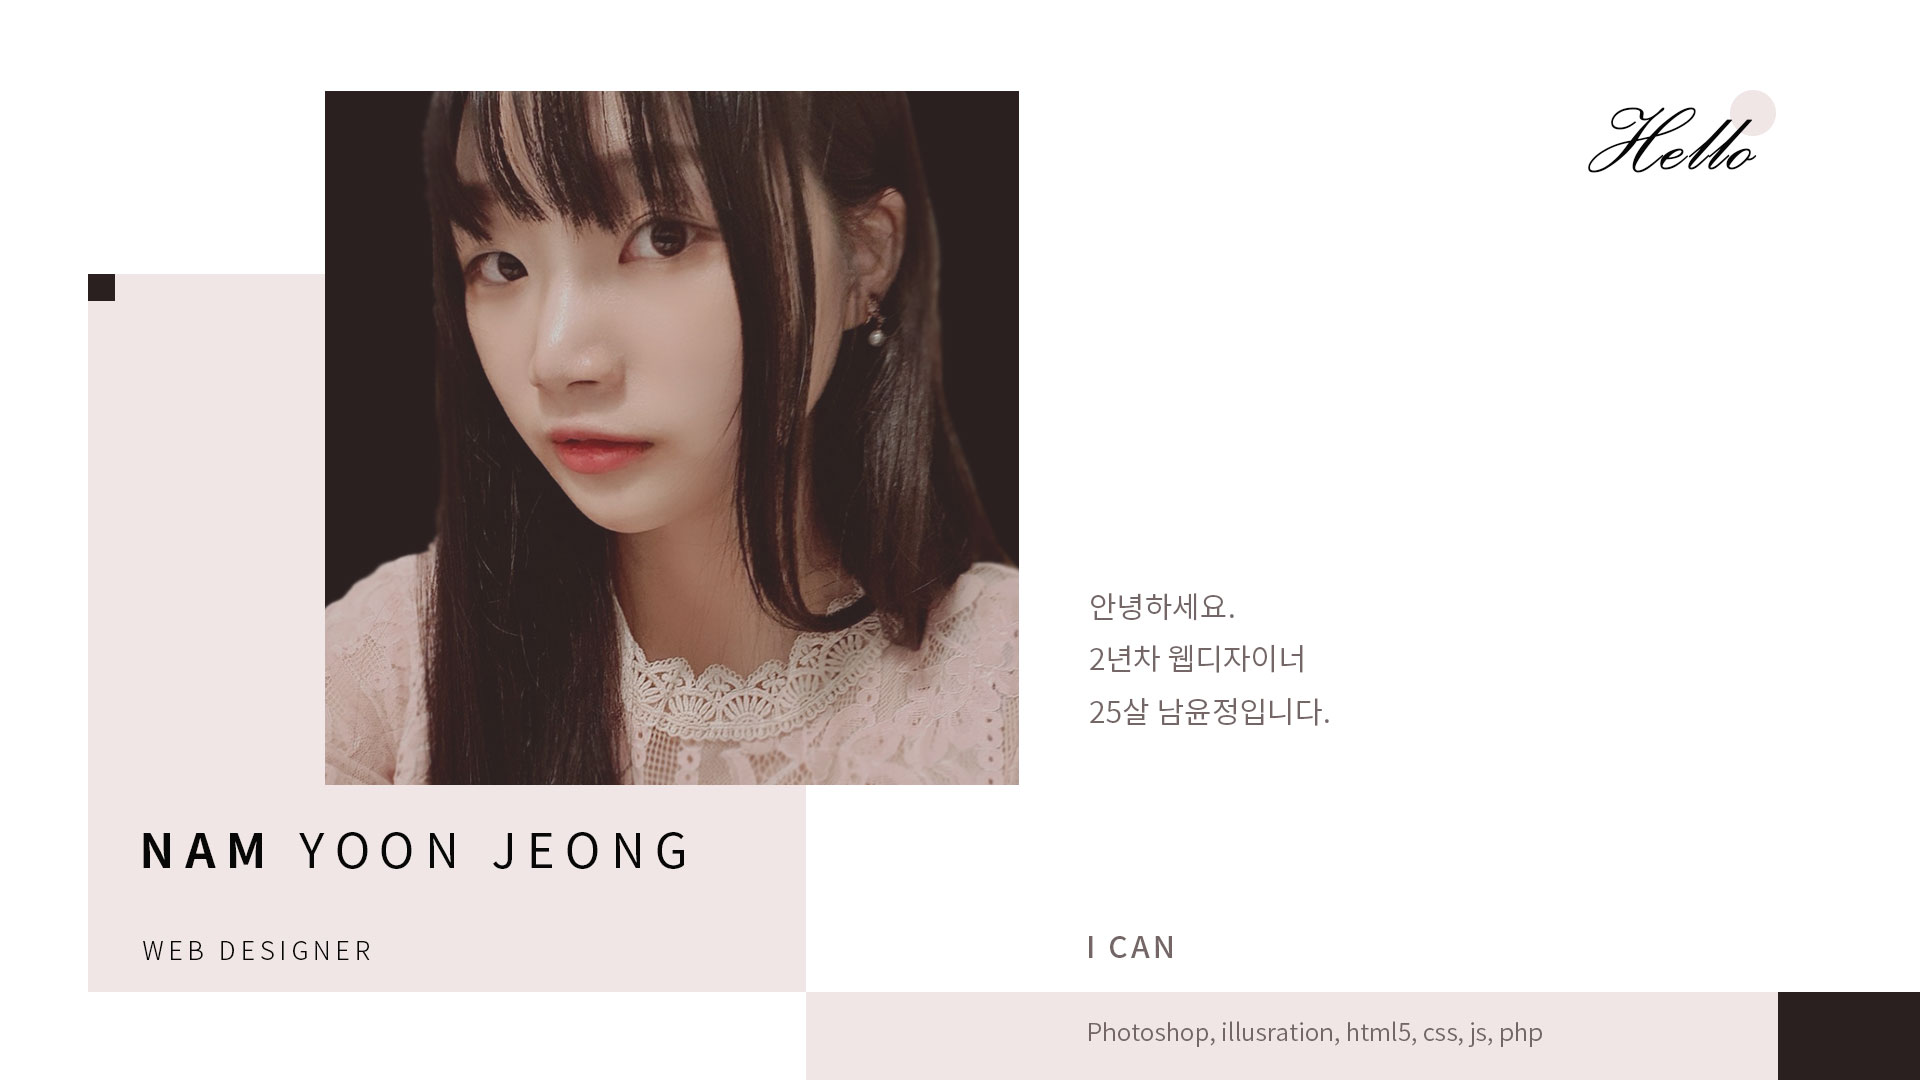 Hello
안녕하세요.
2년차 웹디자이너
25살 남윤정입니다.
NAM YOON JEONG
WEB DESIGNER
I CAN
Photoshop, illusration, html5, css, js, php